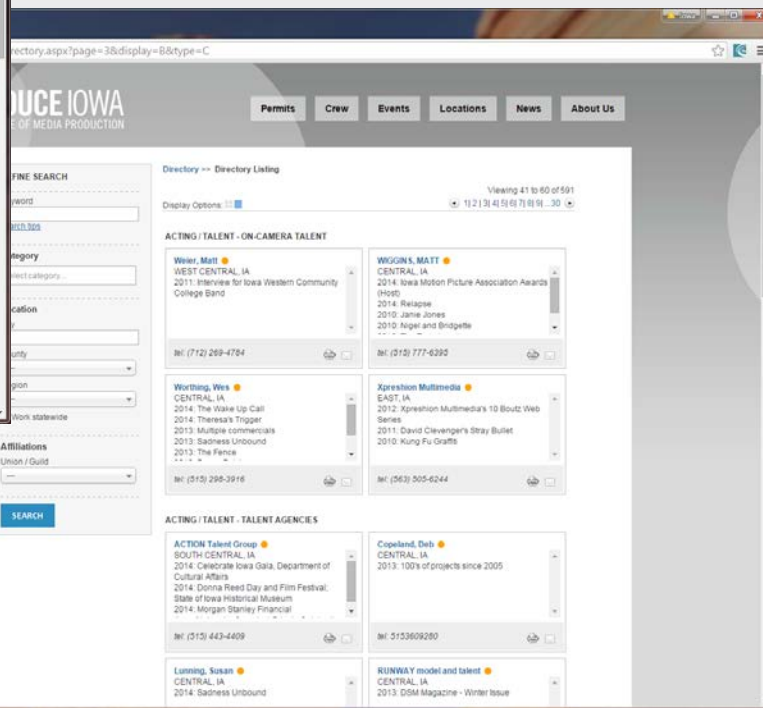 rectory.aspx?page=3&display=B&type=C
DUCE IOWA
E OF MEDIA PRODUCTION
Permits
Crew
Events
Locations
News
About Us
EFINE SEARCH
yword
arch tips
tegory
elect category...
cation
y
unty
---
gion
---
Work statewide
Affiliations
Union / Guild
---
SEARCH
Directory >> Directory Listing
Viewing 41 to 60 of 591
Display Options:
1| 2 | 3| 4| 5| 6| 7| 8| 9| ...30
ACTING / TALENT - ON-CAMERA TALENT
Weier, Matt
WEST CENTRAL, IA
2011: Interview for Iowa Western Community
College Band
tel: (712) 269-4784
WIGGINS, MATT
CENTRAL, IA
2014: Iowa Motion Picture Association Awards
(Host)
2014: Relapse
2010: Janie Jones
2010: Nigel and Bridgette
tel: (515) 777-6395
Worthing, Wes
CENTRAL, IA
2014: The Wake Up Call
2014: Theresa's Trigger
2013: Multiple commercials
2013: Sadness Unbound
2013: The Fence
tel: (515) 298-3916
Xpreshion Multimedia
EAST, IA
2012: Xpreshion Multimedia's 10 Boutz Web
Series
2011: David Clevenger's Stray Bullet
2010: Kung Fu Graffiti
tel: (563) 505-6244
ACTING / TALENT - TALENT AGENCIES
ACTION Talent Group
SOUTH CENTRAL, IA
2014: Celebrate Iowa Gala, Department of
Cultural Affairs
2014: Donna Reed Day and Film Festival;
State of Iowa Historical Museum
2014: Morgan Stanley Financial
tel: (515) 443-4409
Copeland, Deb
CENTRAL, IA
2013: 100's of projects since 2005
tel: 5153609280
Lunning, Susan
CENTRAL, IA
2014: Sadness Unbound
RUNWAY model and talent
CENTRAL, IA
2013: DSM Magazine - Winter Issue